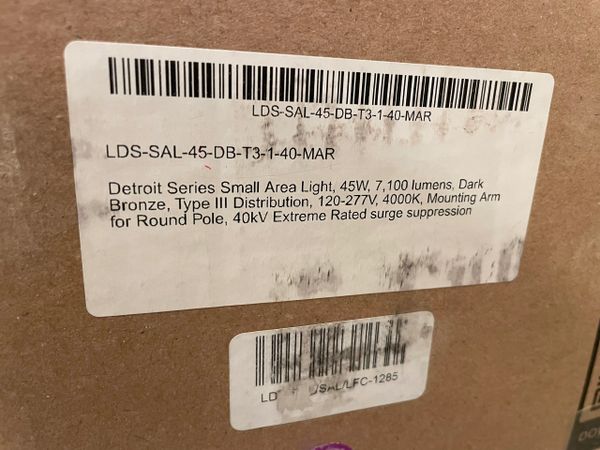 LDS-SAL-45-DB-T3-1-40-MAR
LDS-SAL-45-DB-T3-1-40-MAR
Detroit Series Small Area Light, 45W, 7,100 lumens, Dark
Bronze, Type III Distribution, 120-277V, 4000K, Mounting Arm
for Round Pole, 40kV Extreme Rated surge suppression